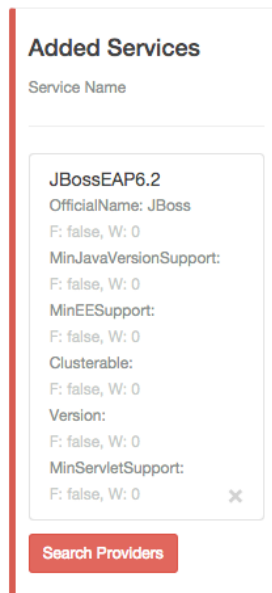 Added Services
Service Name
JBossEAP6.2
OfficialName: JBoss
F: false, W: 0
MinJavaVersionSupport:
F: false, W: 0
MinEESupport:
F: false, W: 0
Clusterable:
F: false, W: 0
Version:
F: false, W: 0
MinServletSupport:
F: false, W: 0
Search Providers